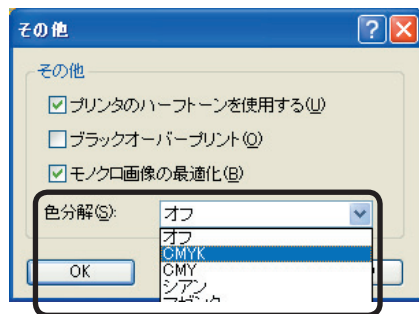 その他
その他
プリンタのハーフトーンを使用する(U)
ブラックオーバープリント(O)
モノクロ画像の最適化(B)
色分解(S): オフ
オフ
CMYK
OK CMY
シアン